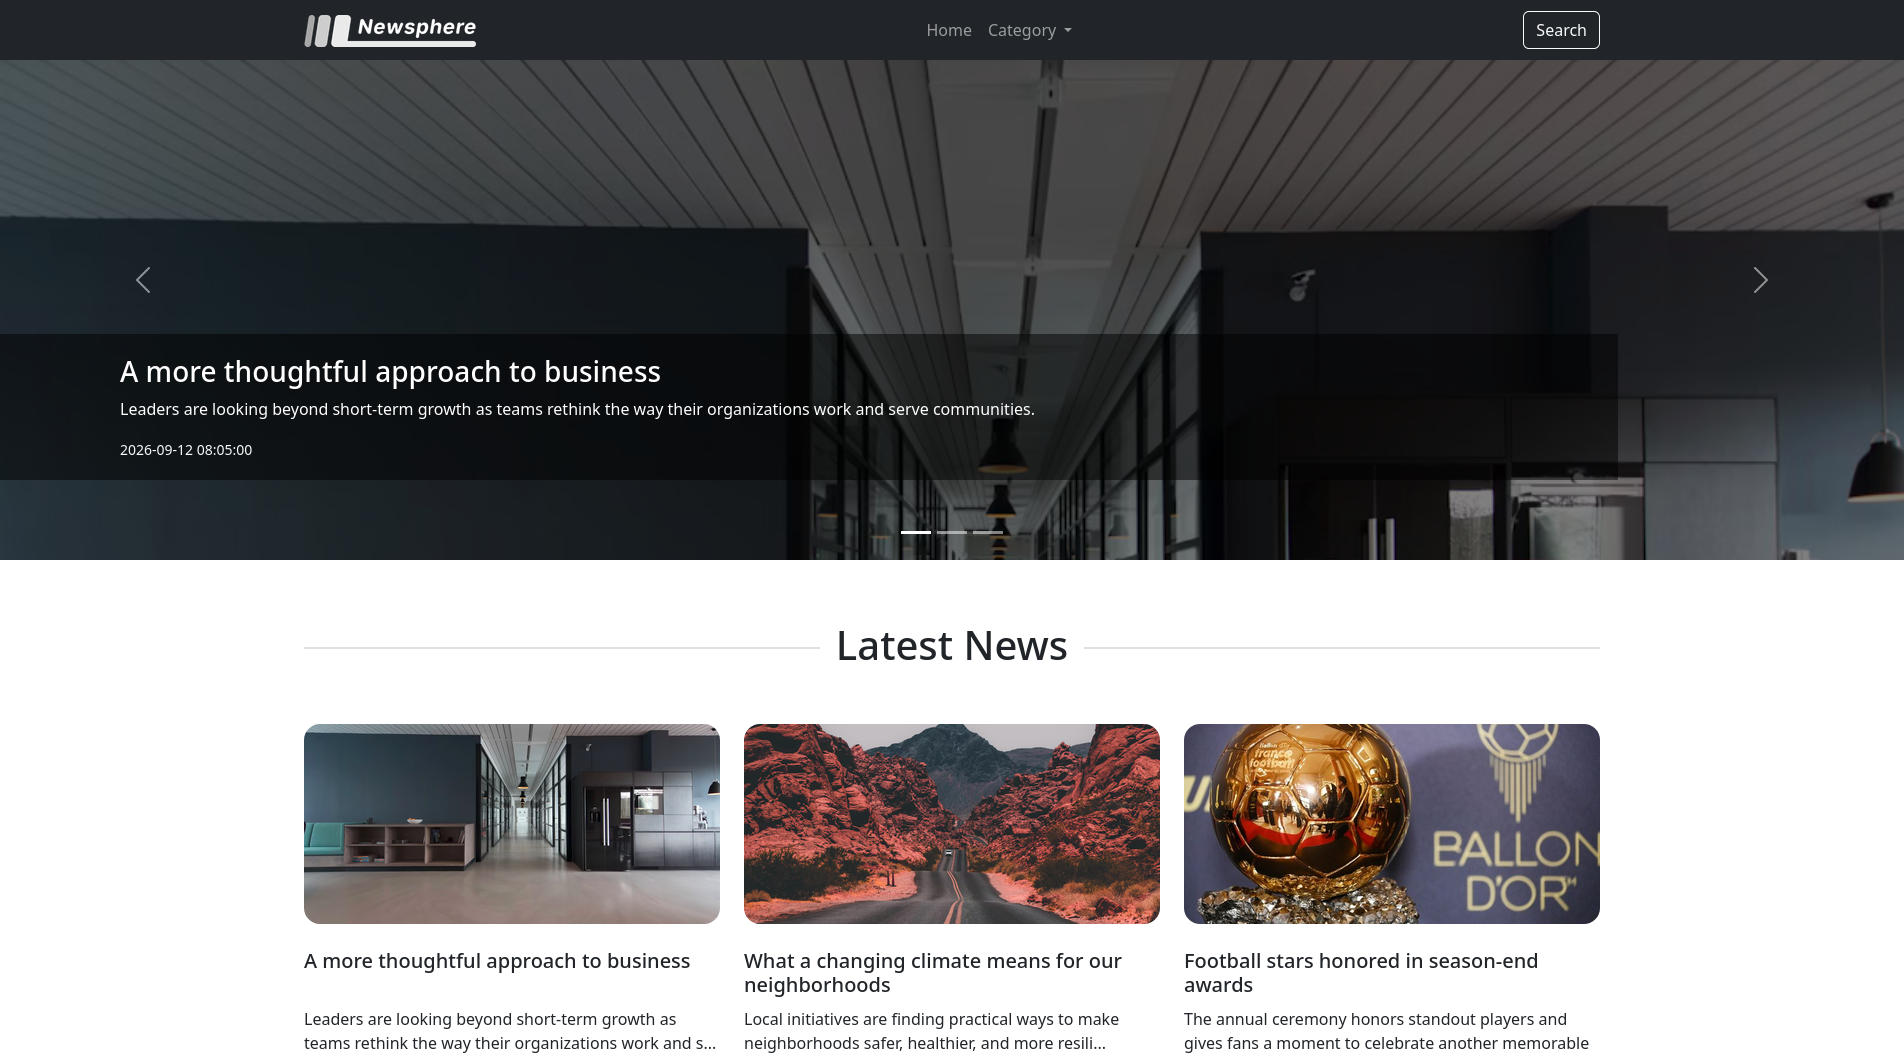 Newsphere
Home
Category
Search
A more thoughtful approach to business
Leaders are looking beyond short-term growth as teams rethink the way their organizations work and serve communities.
2026-09-12 08:05:00
Latest News
Ballon d'Or
france
football
BALLON
D'OR™
A more thoughtful approach to business
Leaders are looking beyond short-term growth as
teams rethink the way their organizations work and s...
What a changing climate means for our
neighborhoods
Local initiatives are finding practical ways to make
neighborhoods safer, healthier, and more resili...
Football stars honored in season-end
awards
The annual ceremony honors standout players and
gives fans a moment to celebrate another memorable